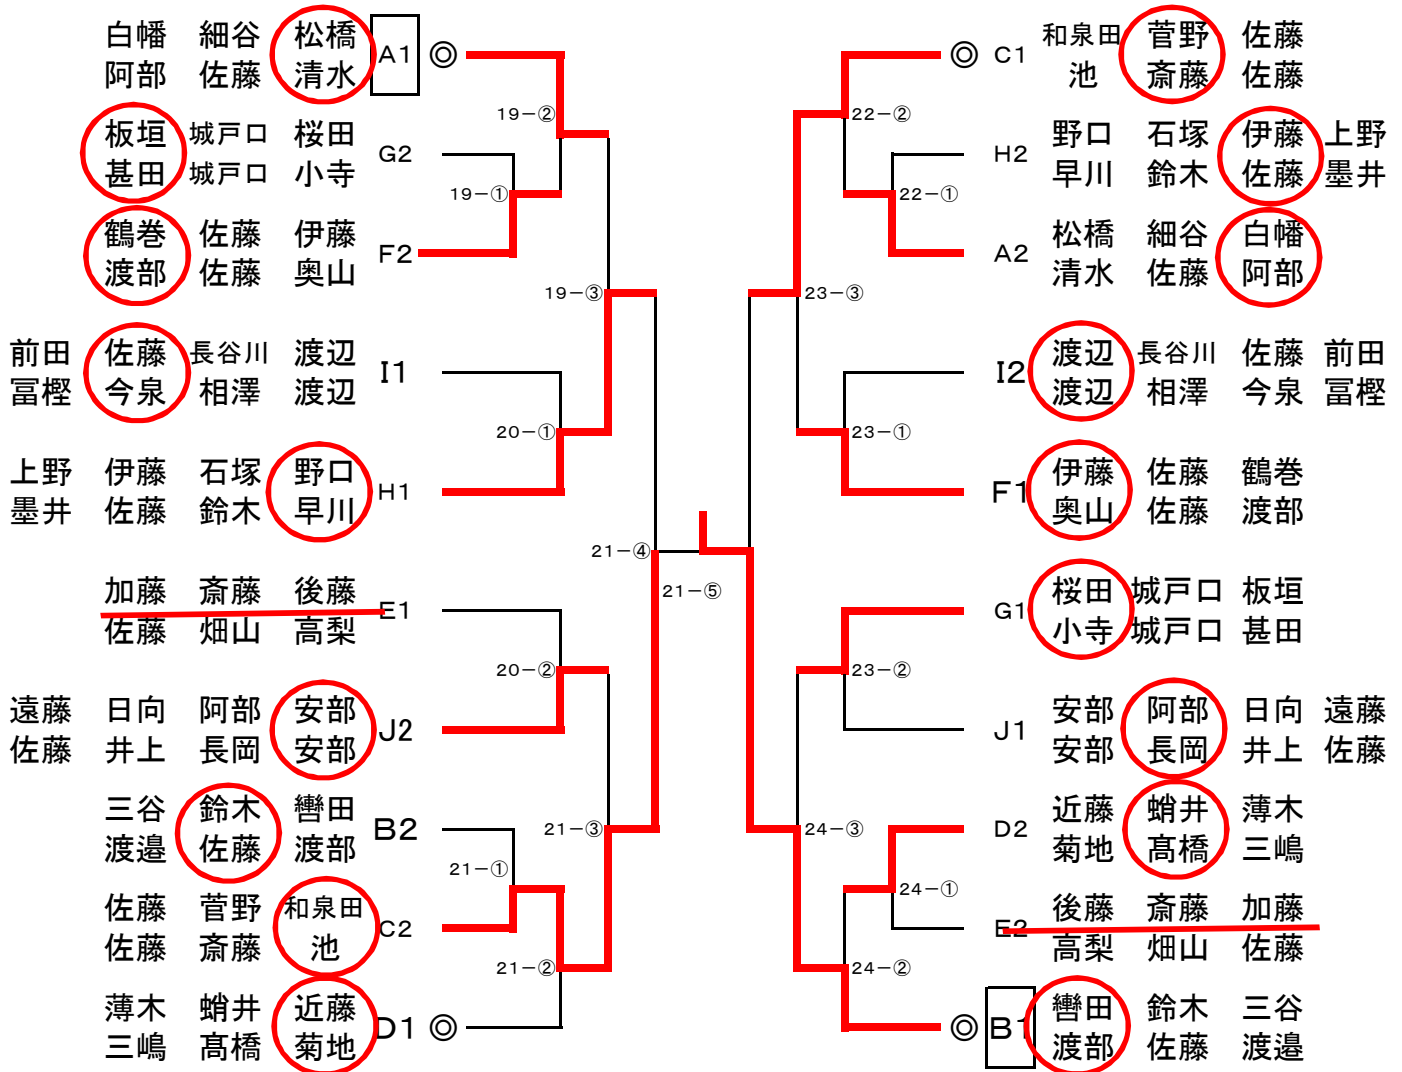 白幡 細谷 松橋 A1 ◎
阿部 佐藤 清水
19－②
板垣 城戸口 桜田 G2
甚田 城戸口 小寺
19－①
鶴巻 佐藤 伊藤 F2
渡部 佐藤 奥山
19－③
前田 佐藤 長谷川 渡辺 I1
冨樫 今泉 相澤 渡辺
20－①
上野 伊藤 石塚 野口 H1
墨井 佐藤 鈴木 早川
21－④
加藤 斎藤 後藤 E1
佐藤 畑山 高梨
21－⑤
20－②
遠藤 日向 阿部 安部 J2
佐藤 井上 長岡 安部
三谷 鈴木 轡田 B2
渡邉 佐藤 渡部
21－③
21－①
佐藤 菅野 和泉田 C2
佐藤 斎藤 池
21－②
薄木 蛸井 近藤 D1 ◎
三嶋 髙橋 菊地
◎ C1 和泉田 菅野 佐藤
池 斎藤 佐藤
22－②
H2 野口 石塚 伊藤 上野
早川 鈴木 佐藤 墨井
22－①
A2 松橋 細谷 白幡
清水 佐藤 阿部
23－③
I2 渡辺 長谷川 佐藤 前田
渡辺 相澤 今泉 冨樫
23－①
F1 伊藤 佐藤 鶴巻
奥山 佐藤 渡部
G1 桜田 城戸口 板垣
小寺 城戸口 甚田
23－②
J1 安部 阿部 日向 遠藤
安部 長岡 井上 佐藤
D2 近藤 蛸井 薄木
菊地 髙橋 三嶋
24－③
24－①
E2 後藤 斎藤 加藤
高梨 畑山 佐藤
24－②
◎ B1 轡田 鈴木 三谷
渡部 佐藤 渡邉